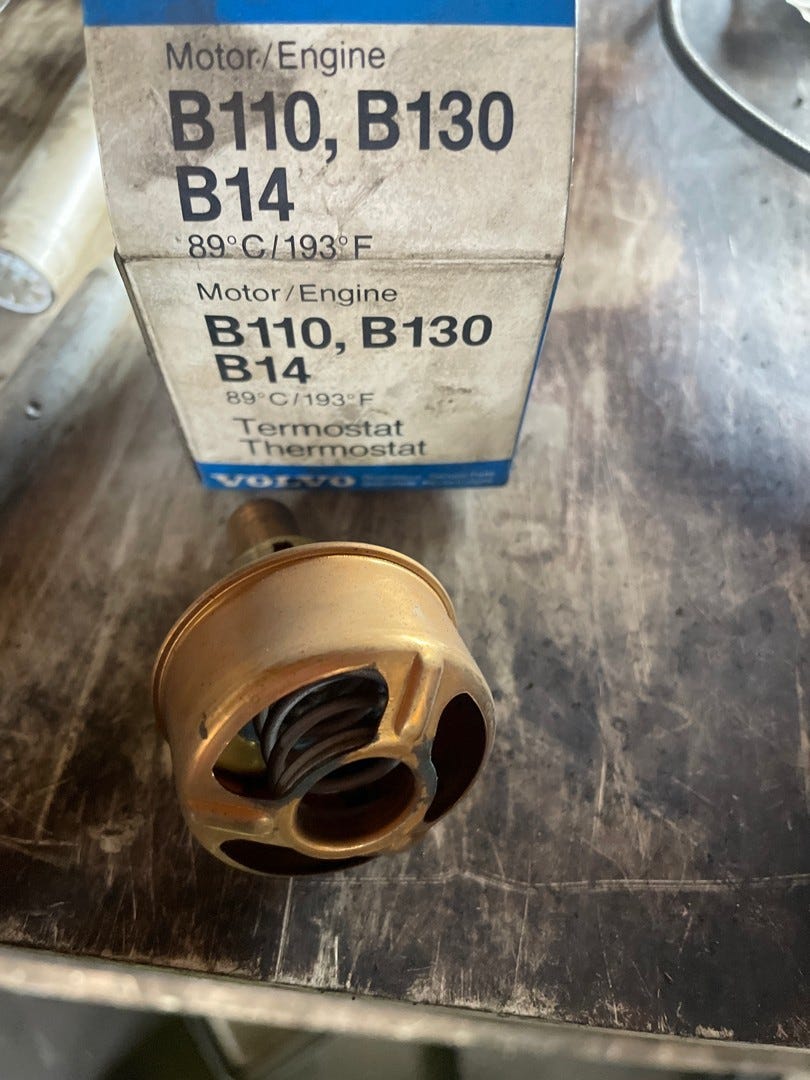 Motor/Engine
B110, B130
B14
89°C/193°F
Motor/Engine
B110, B130
B14
89°C/193°F
Termostat
Thermostat
VOLVO